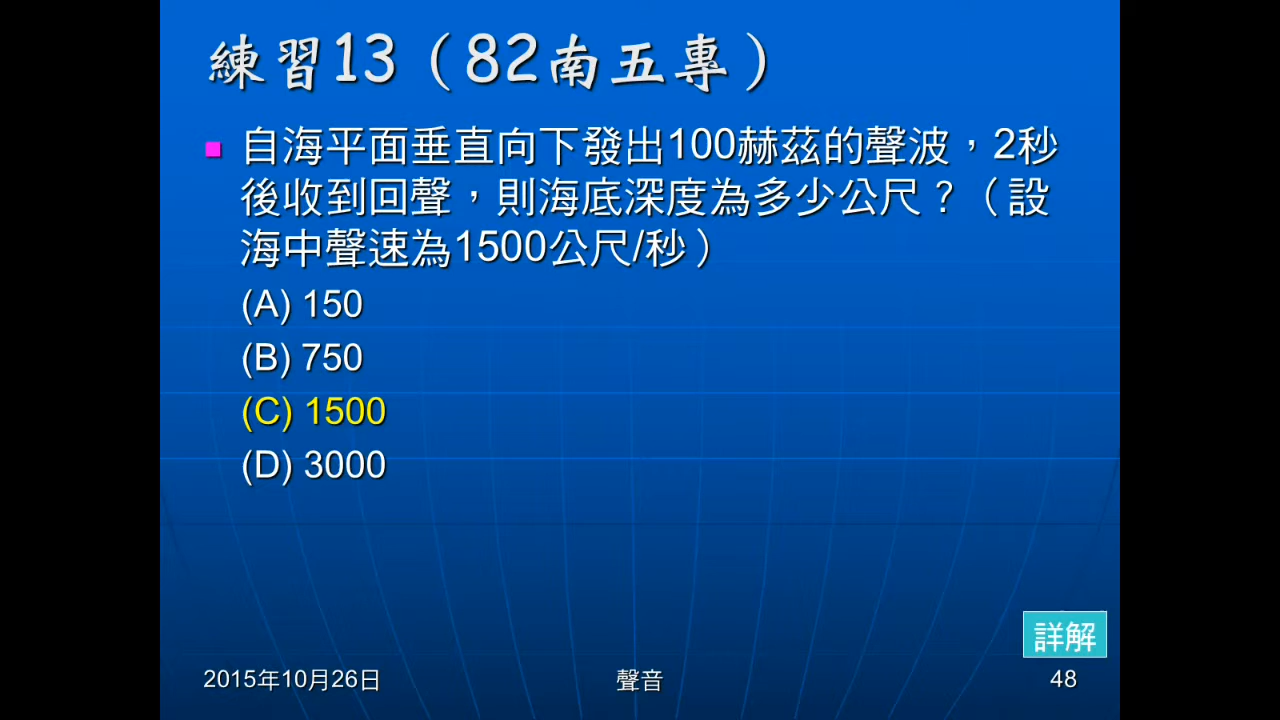 練習13（82南五專）
自海平面垂直向下發出100赫茲的聲波，2秒
後收到回聲，則海底深度為多少公尺？（設
海中聲速為1500公尺/秒）
(A) 150
(B) 750
(C) 1500
(D) 3000
詳解
2015年10月26日
聲音
48